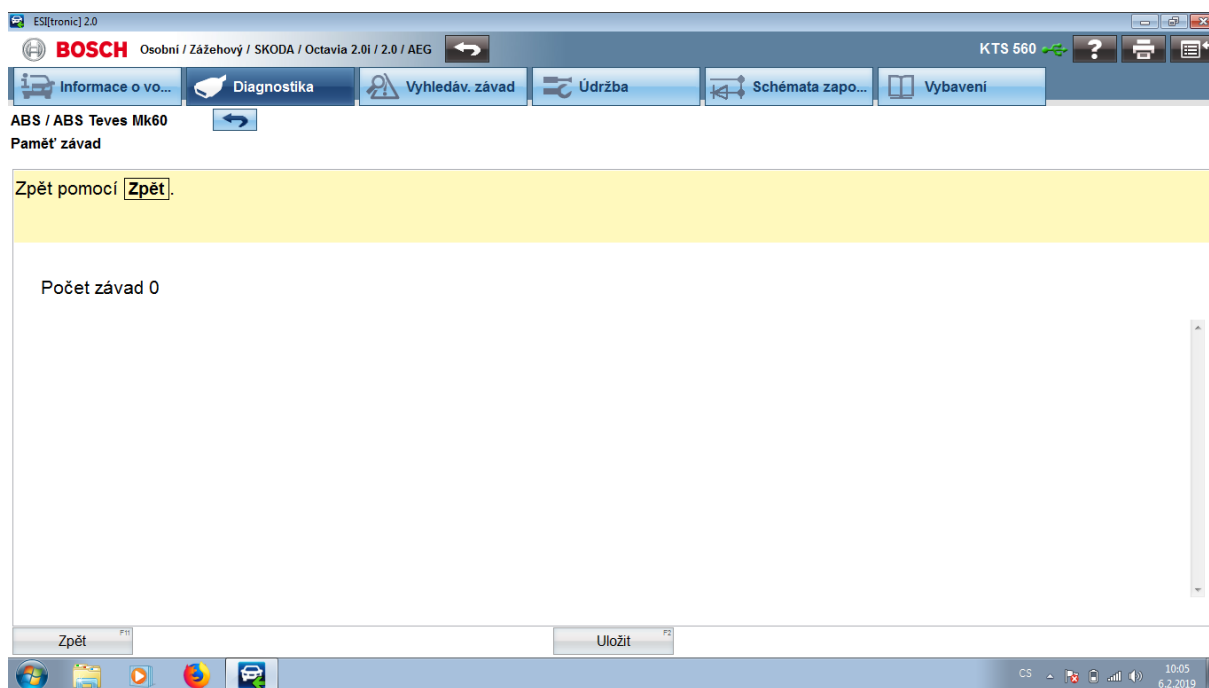 ESI[tronic] 2.0
BOSCH Osobní / Zážehový / SKODA / Octavia 2.0i / 2.0 / AEG KTS 560 ?
Informace o vo... Diagnostika Vyhledáv. závad Údržba Schémata zapo... Vybavení
ABS / ABS Teves Mk60
Paměť závad
Zpět pomocí Zpět.
Počet závad 0
Zpět F11 Uložit F2
CS 10:05
6.2.2019